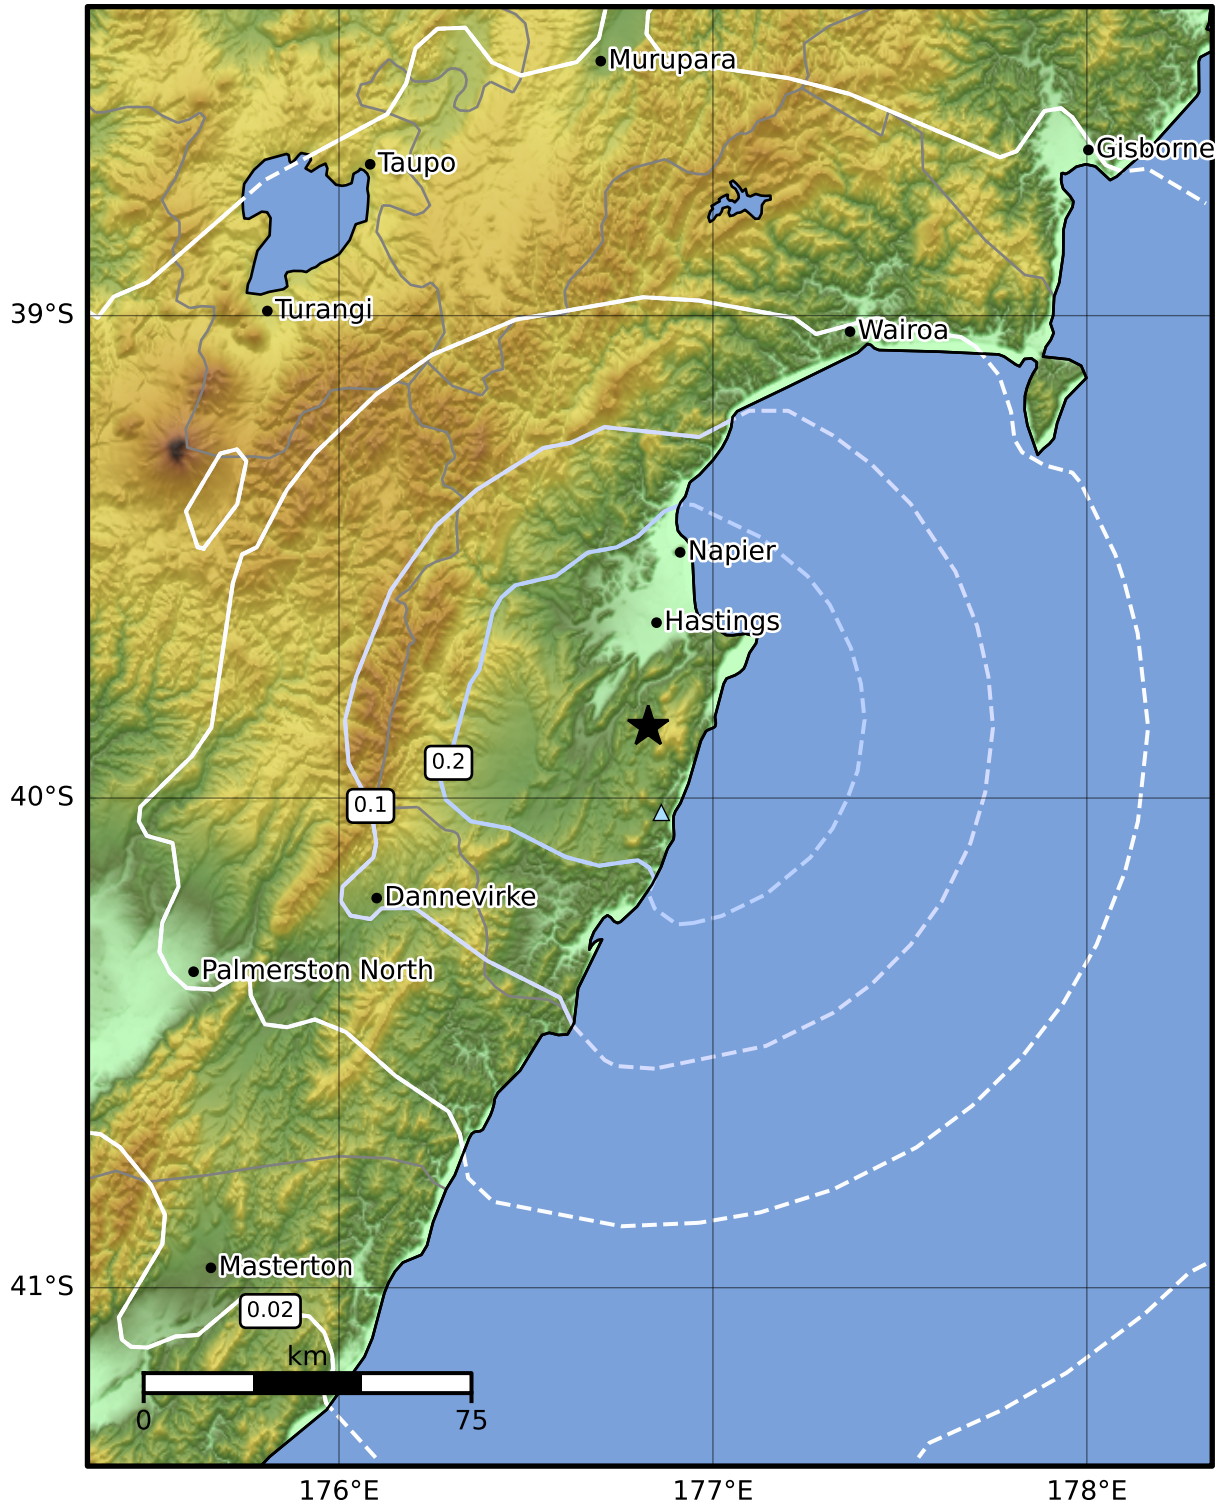 Murupara
Gisborne
Taupo
Turangi
39°S
Wairoa
Napier
Hastings
0.2
0.1
40°S
Dannevirke
Palmerston North
Masterton
41°S
0.02
km
0 75
176°E 177°E 178°E